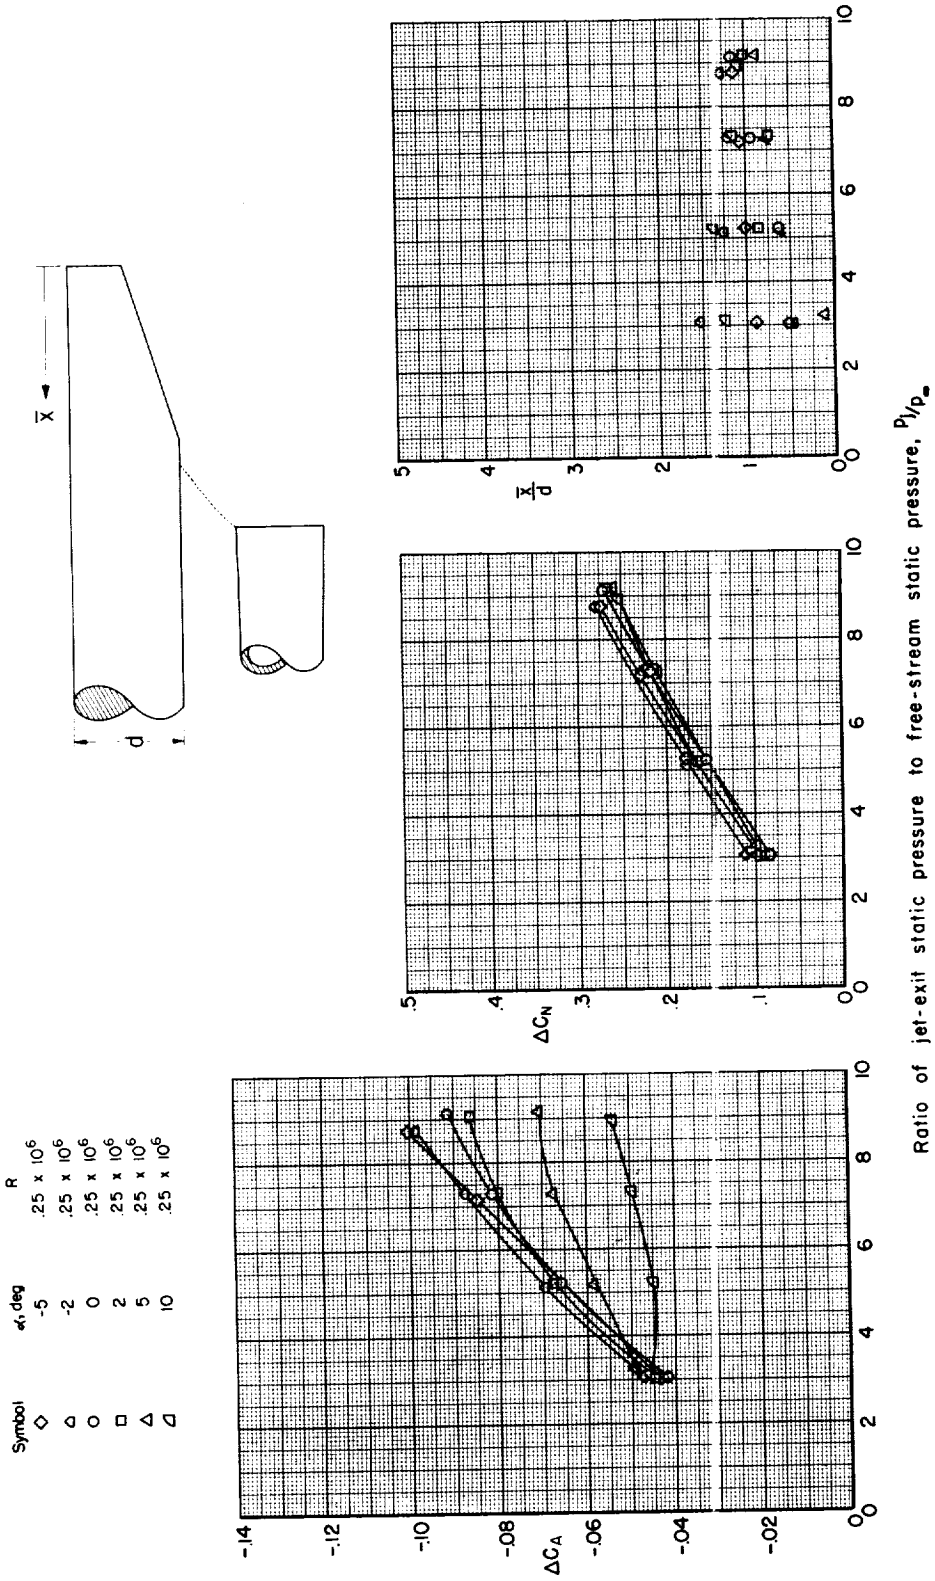 Symbol α, deg R
◇ -5 .25 x 10⁶
-2 .25 x 10⁶
○ 0 .25 x 10⁶
□ 2 .25 x 10⁶
△ 5 .25 x 10⁶
10 .25 x 10⁶
d
x̄
-.14
-.12
-.10
-.08
ΔC_A
-.06
-.04
-.02
0
0 2 4 6 8 10
.5
.4
ΔC_N
.3
.2
.1
0
0 2 4 6 8 10
5
4
x̄/d
3
2
1
0
0 2 4 6 8 10
Ratio of jet-exit static pressure to free-stream static pressure, p_j/p_∞